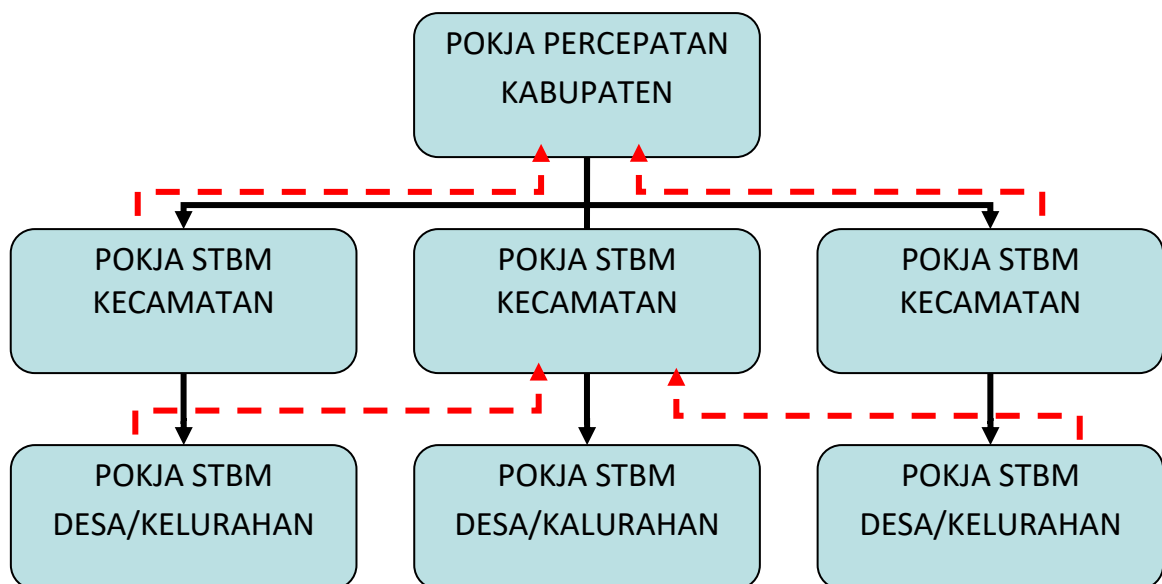 POKJA PERCEPATAN
KABUPATEN
POKJA STBM
KECAMATAN
POKJA STBM
KECAMATAN
POKJA STBM
KECAMATAN
POKJA STBM
DESA/KELURAHAN
POKJA STBM
DESA/KALURAHAN
POKJA STBM
DESA/KELURAHAN